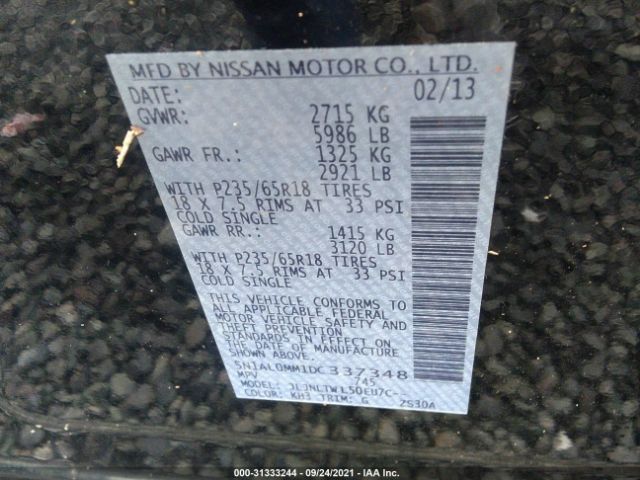 MFD BY NISSAN MOTOR CO., LTD.
DATE: 02/13
GVWR: 2715 KG
5986 LB
GAWR FR.: 1325 KG
2921 LB
WITH P235/65R18 TIRES
18 X 7.5 RIMS AT 33 PSI
COLD SINGLE
GAWR RR.: 1415 KG
3120 LB
WITH P235/65R18 TIRES
18 X 7.5 RIMS AT 33 PSI
COLD SINGLE
THIS VEHICLE CONFORMS TO
ALL APPLICABLE FEDERAL
MOTOR VEHICLE SAFETY AND
THEFT PREVENTION
STANDARDS IN EFFECT ON
THE DATE OF MANUFACTURE
SHOWN ABOVE.
5N1AL0MM1DC337348
MPV 745
MODEL: JLJNLTWL50EU7C-
COLOR: KH3 TRIM: G ZS30A
000-31333244 - 09/24/2021 - IAA Inc.